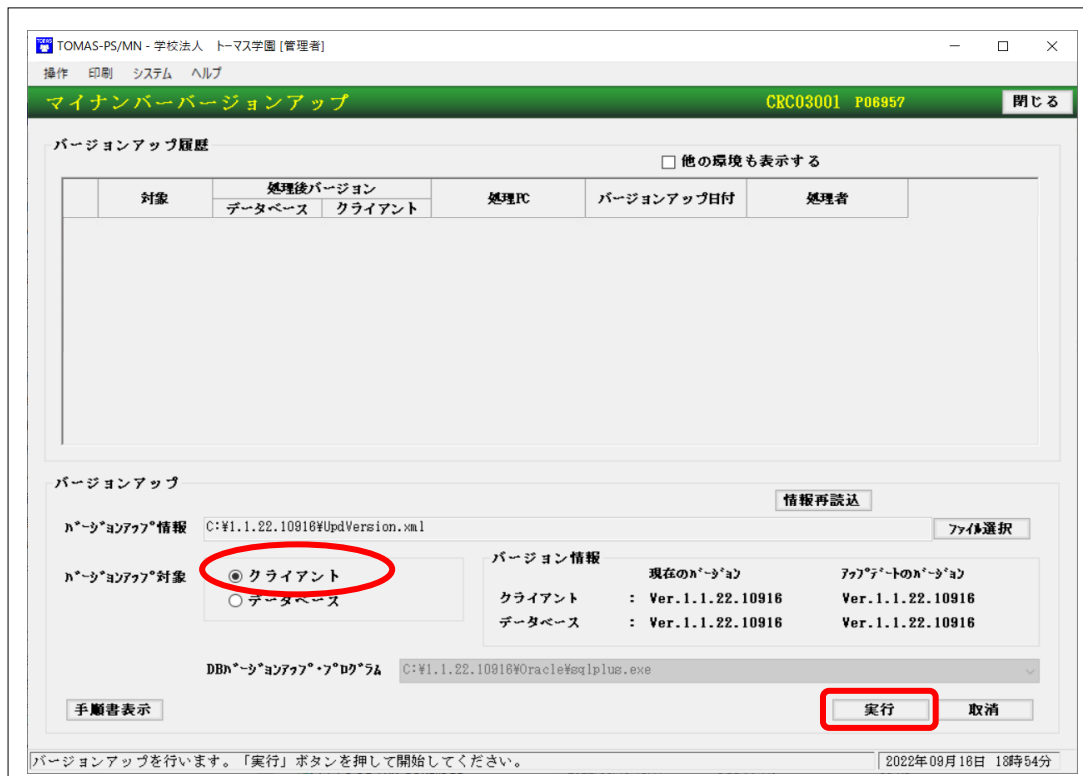 TOMAS-PS/MN - 学校法人　トーマス学園 [管理者]
操作　印刷　システム　ヘルプ
マイナンバーバージョンアップ　CRC03001 P06957　閉じる
バージョンアップ履歴
他の環境も表示する
対象　処理後バージョン　処理PC　バージョンアップ日付　処理者
データベース　クライアント
バージョンアップ
情報再読込
ﾊﾞｰｼﾞｮﾝｱｯﾌﾟ情報　C:¥1.1.22.10916¥UpdVersion.xml　ﾌｧｲﾙ選択
ﾊﾞｰｼﾞｮﾝｱｯﾌﾟ対象　クライアント
データベース
バージョン情報
現在のﾊﾞｰｼﾞｮﾝ　ｱｯﾌﾟﾃﾞｰﾄのﾊﾞｰｼﾞｮﾝ
クライアント　:　Ver.1.1.22.10916　Ver.1.1.22.10916
データベース　:　Ver.1.1.22.10916　Ver.1.1.22.10916
DBﾊﾞｰｼﾞｮﾝｱｯﾌﾟ･ﾌﾟﾛｸﾞﾗﾑ　C:¥1.1.22.10916¥Oracle¥sqlplus.exe
手順書表示　実行　取消
バージョンアップを行います。「実行」ボタンを押して開始してください。　2022年09月16日 18時54分